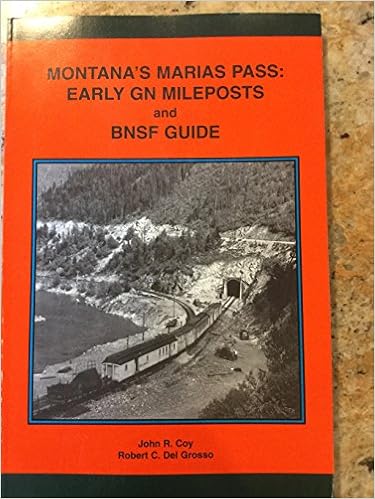 MONTANA'S MARIAS PASS:
EARLY GN MILEPOSTS
and
BNSF GUIDE
John R. Coy
Robert C. Del Grosso